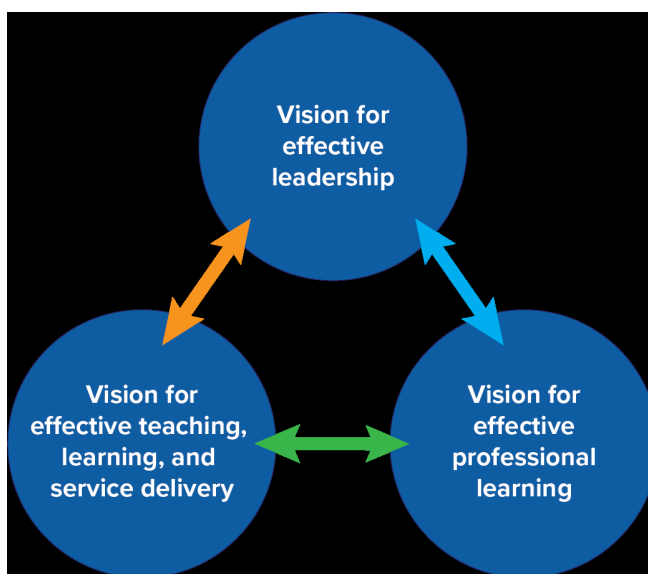 Vision for
effective
leadership
Vision for
effective teaching,
learning, and
service delivery
Vision for
effective
professional
learning